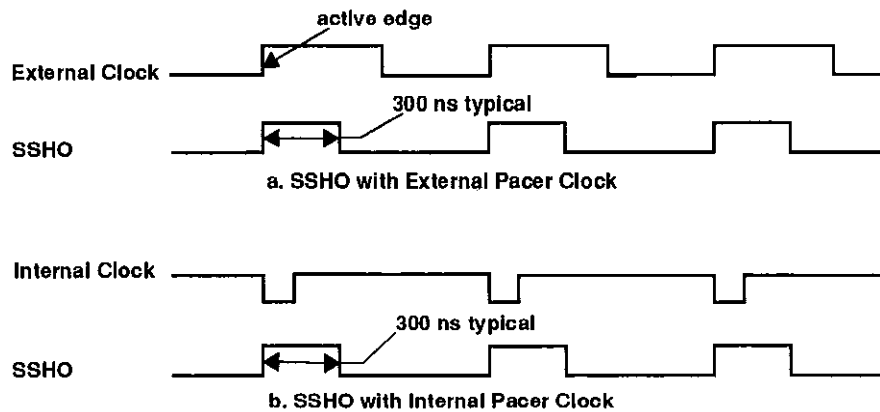 active edge
External Clock
300 ns typical
SSHO
a. SSHO with External Pacer Clock
Internal Clock
300 ns typical
SSHO
b. SSHO with Internal Pacer Clock